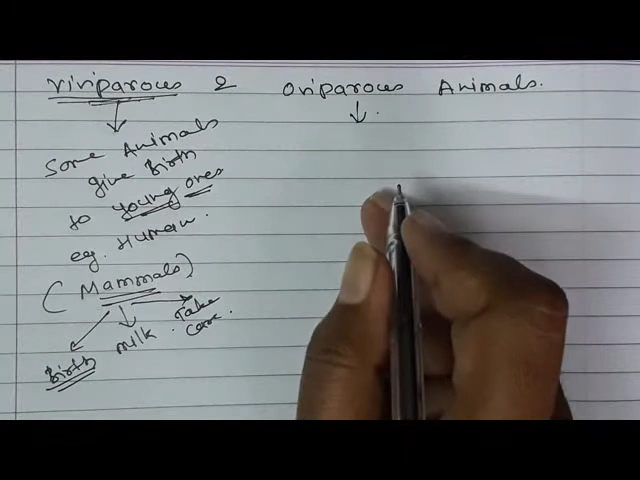 Viviparous & Oviparous Animals.
Some Animals
give Birth
to young ones
eg. Human.
(Mammals)
Birth milk. Take
care.